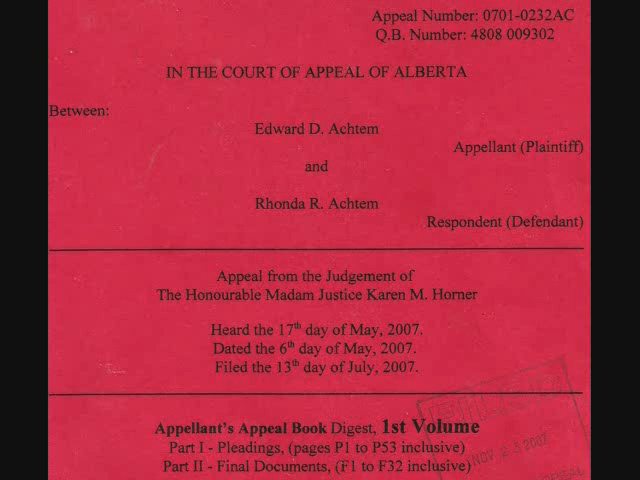 Appeal Number: 0701-0232AC
Q.B. Number: 4808 009302
IN THE COURT OF APPEAL OF ALBERTA
Between:
Edward D. Achtem
Appellant (Plaintiff)
and
Rhonda R. Achtem
Respondent (Defendant)
Appeal from the Judgement of
The Honourable Madam Justice Karen M. Horner
Heard the 17th day of May, 2007.
Dated the 6th day of May, 2007.
Filed the 13th day of July, 2007.
Appellant's Appeal Book Digest, 1st Volume
Part I - Pleadings, (pages P1 to P53 inclusive)
Part II - Final Documents, (F1 to F32 inclusive)
FILED
NOV 23 2007